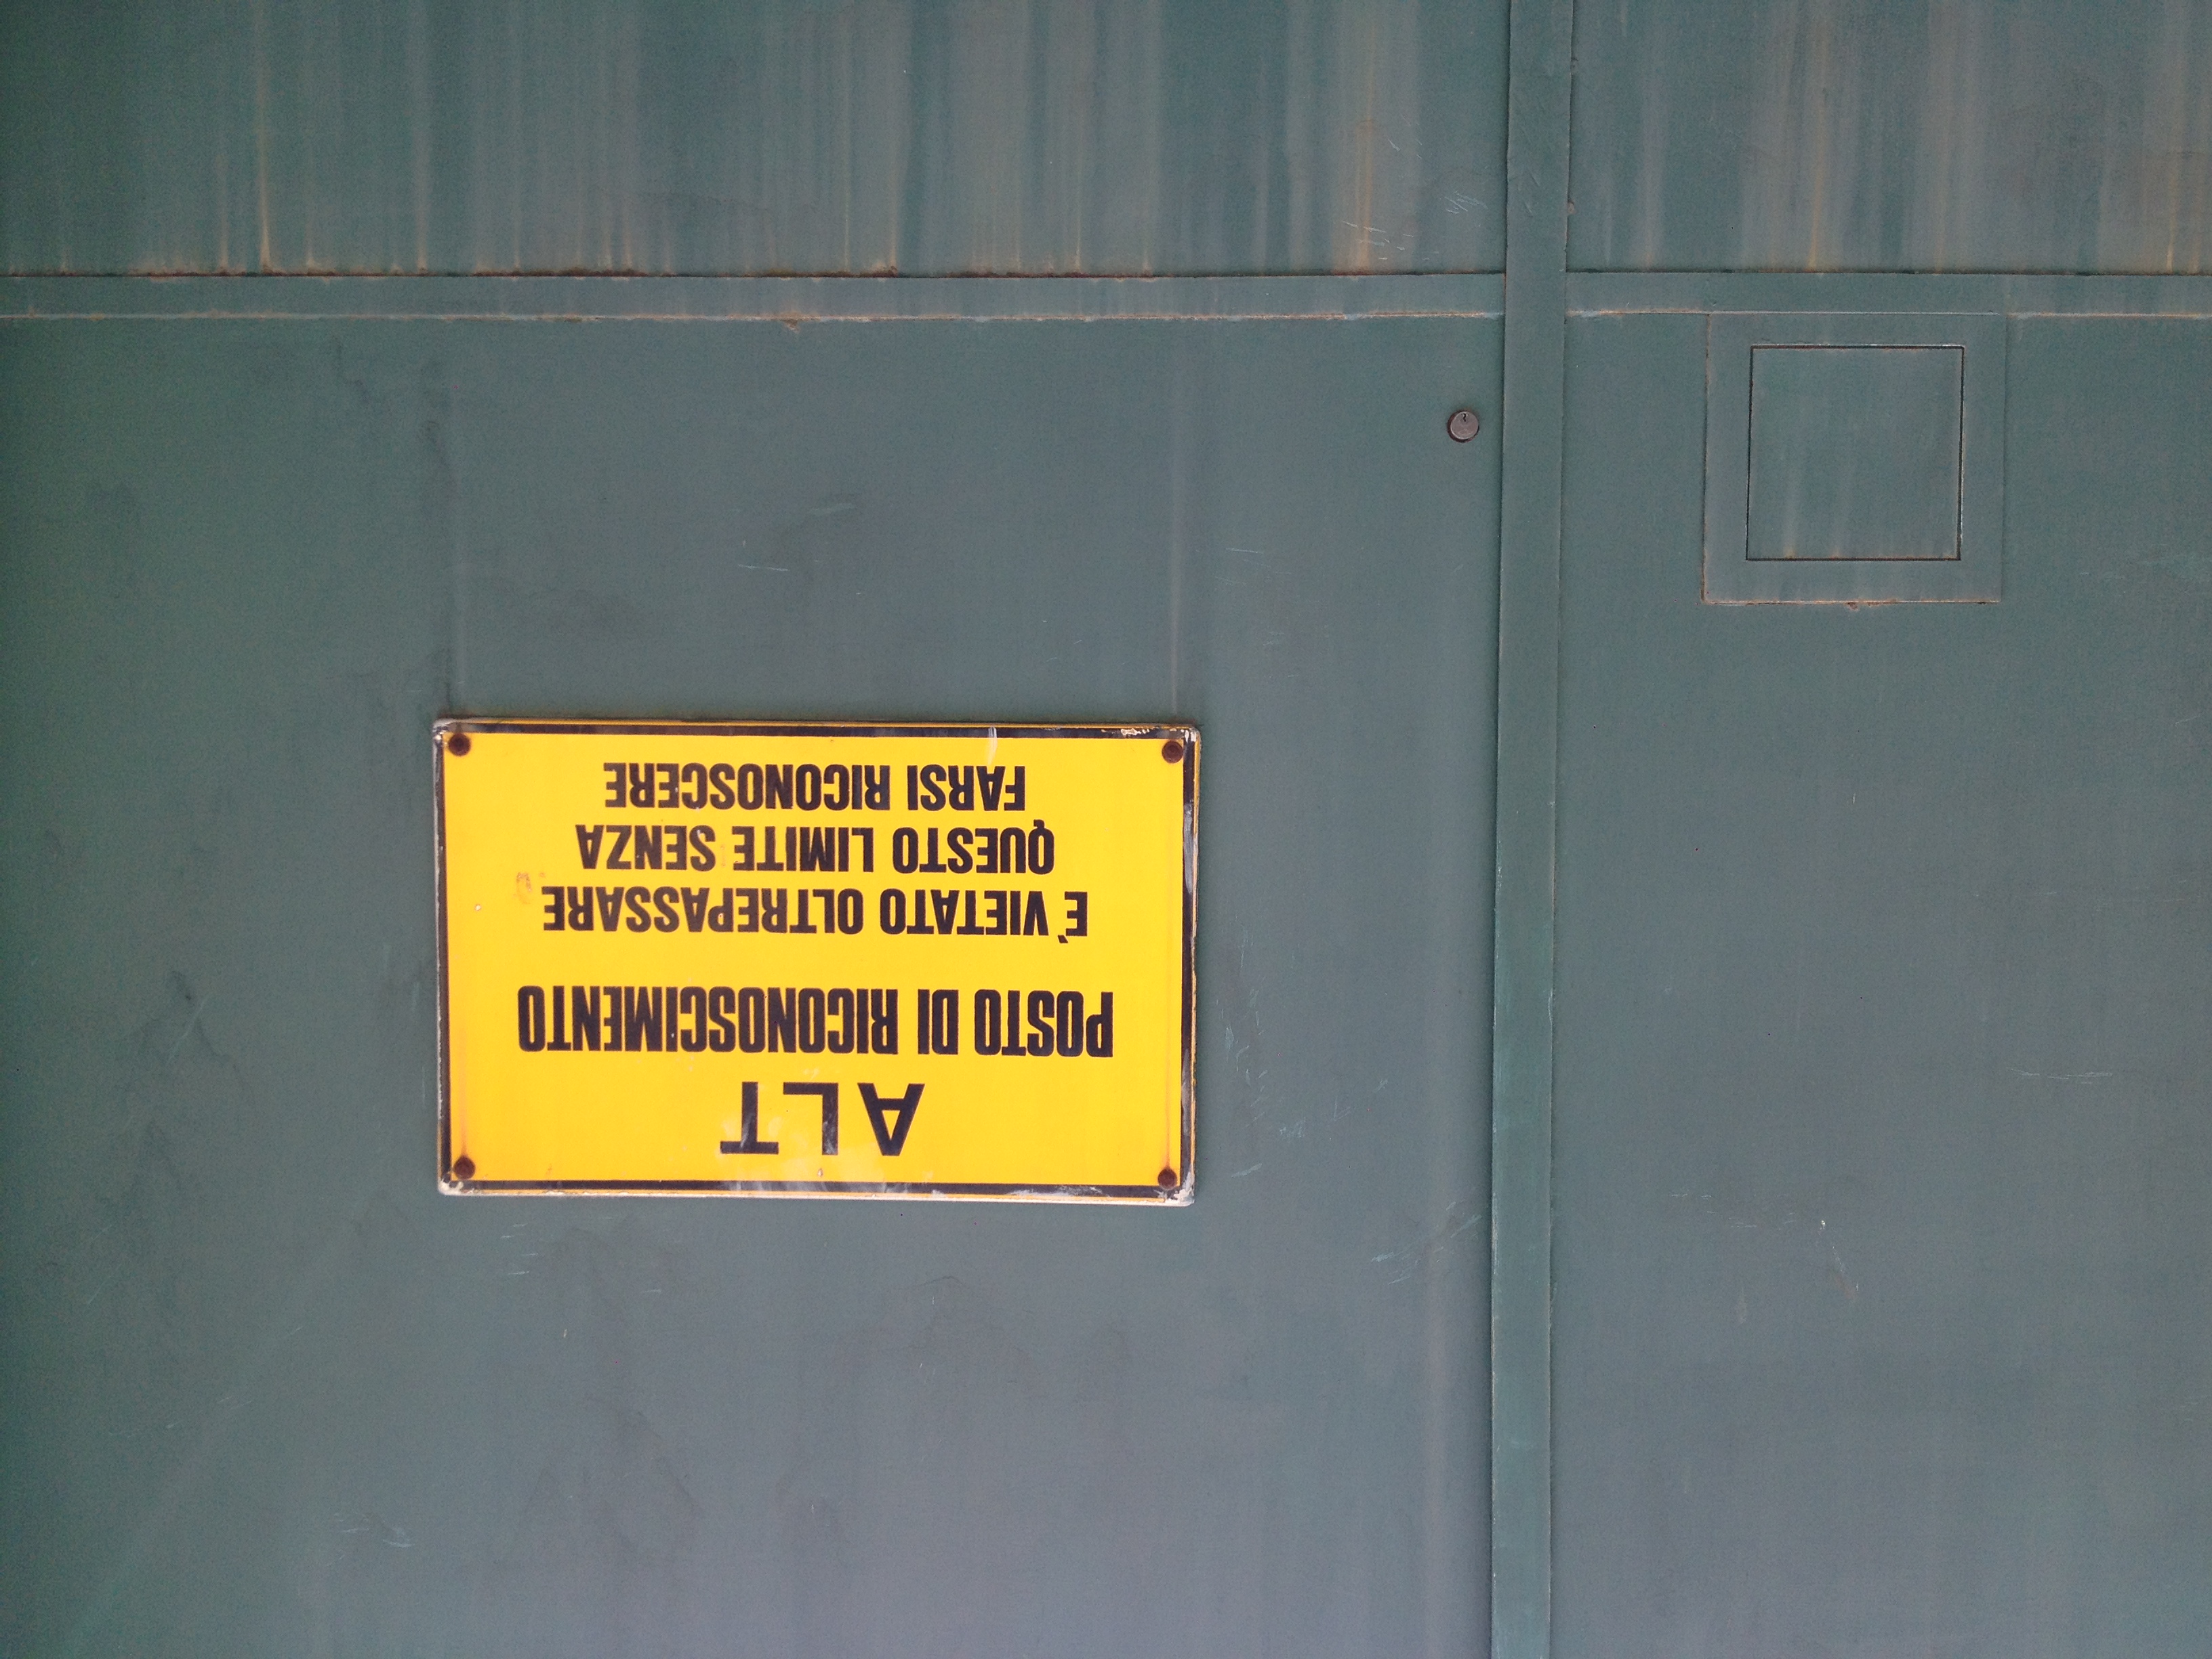 ALT
POSTO DI RICONOSCIMENTO
È VIETATO OLTREPASSARE
QUESTO LIMITE SENZA
FARSI RICONOSCERE